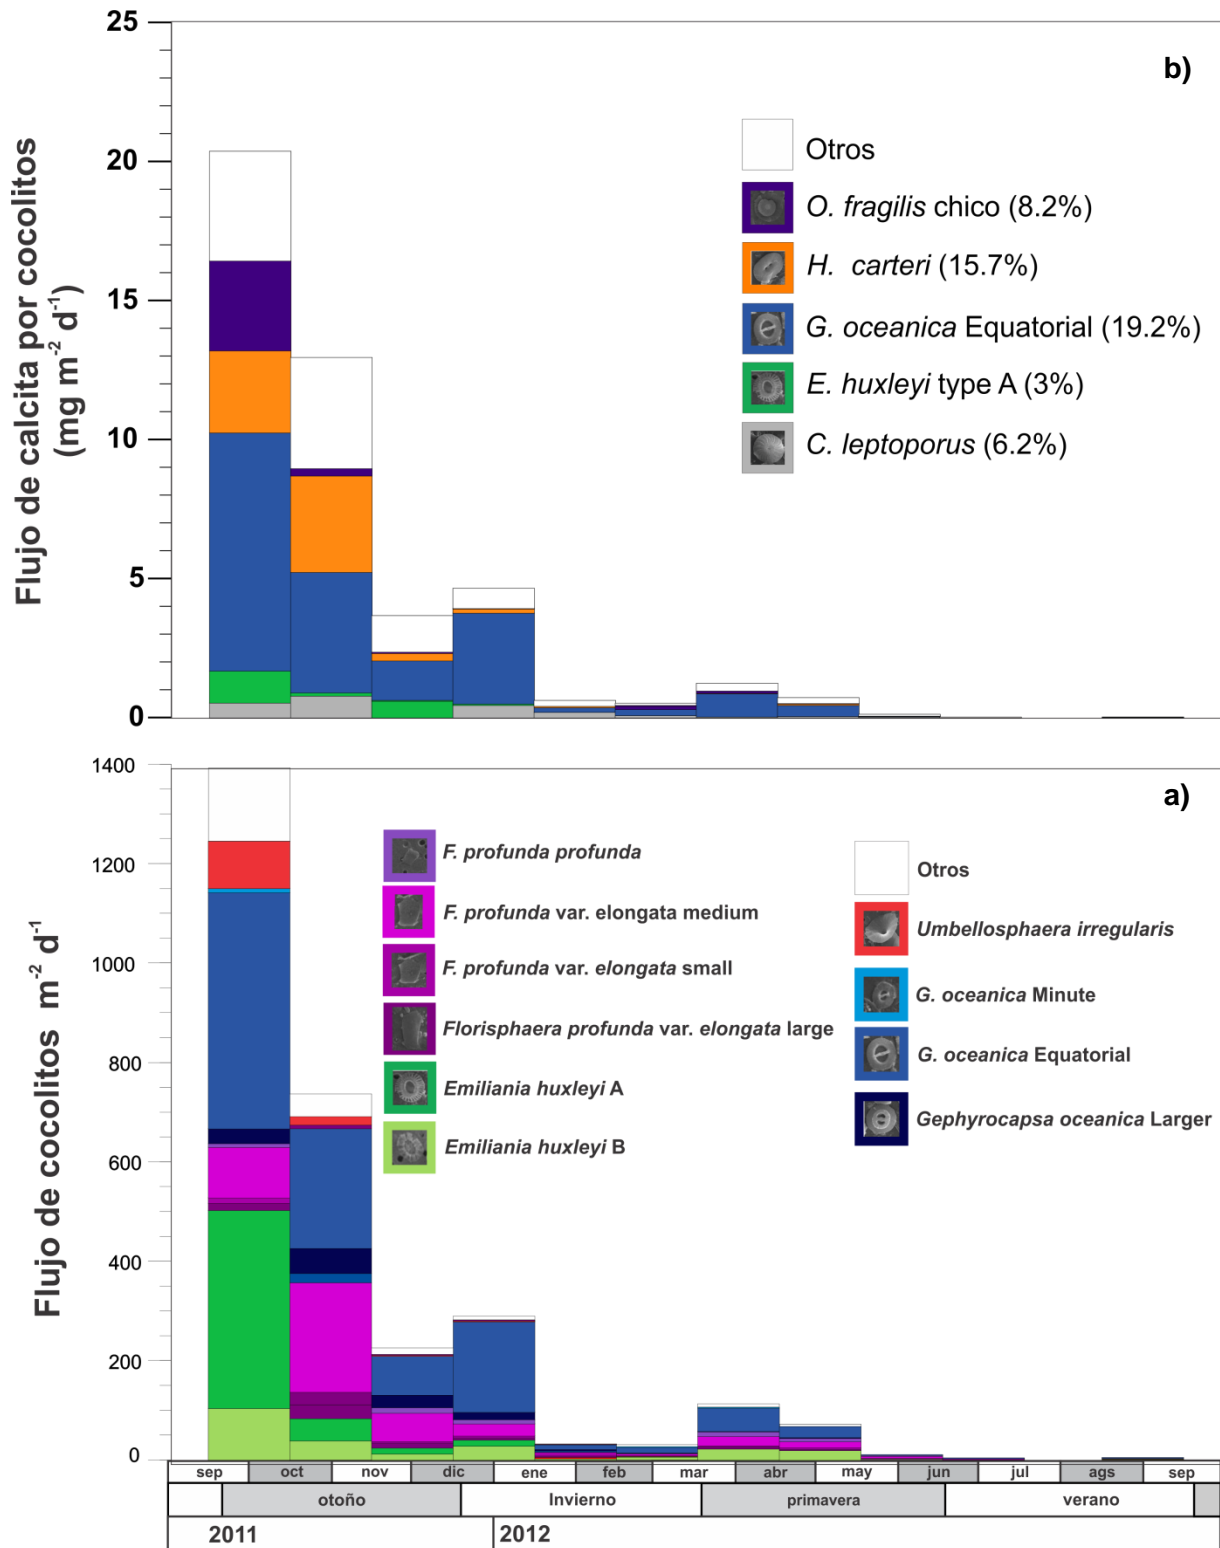 b)
Flujo de calcita por cocolitos
(mg m⁻² d⁻¹)
25
20
15
10
5
0
Otros
O. fragilis chico (8.2%)
H. carteri (15.7%)
G. oceanica Equatorial (19.2%)
E. huxleyi type A (3%)
C. leptoporus (6.2%)
a)
Flujo de cocolitos m⁻² d⁻¹
1400
1200
1000
800
600
400
200
0
F. profunda profunda
F. profunda var. elongata medium
F. profunda var. elongata small
Florisphaera profunda var. elongata large
Emiliania huxleyi A
Emiliania huxleyi B
Otros
Umbellosphaera irregularis
G. oceanica Minute
G. oceanica Equatorial
Gephyrocapsa oceanica Larger
sep oct nov dic ene feb mar abr may jun jul ags sep
otoño Invierno primavera verano
2011 2012